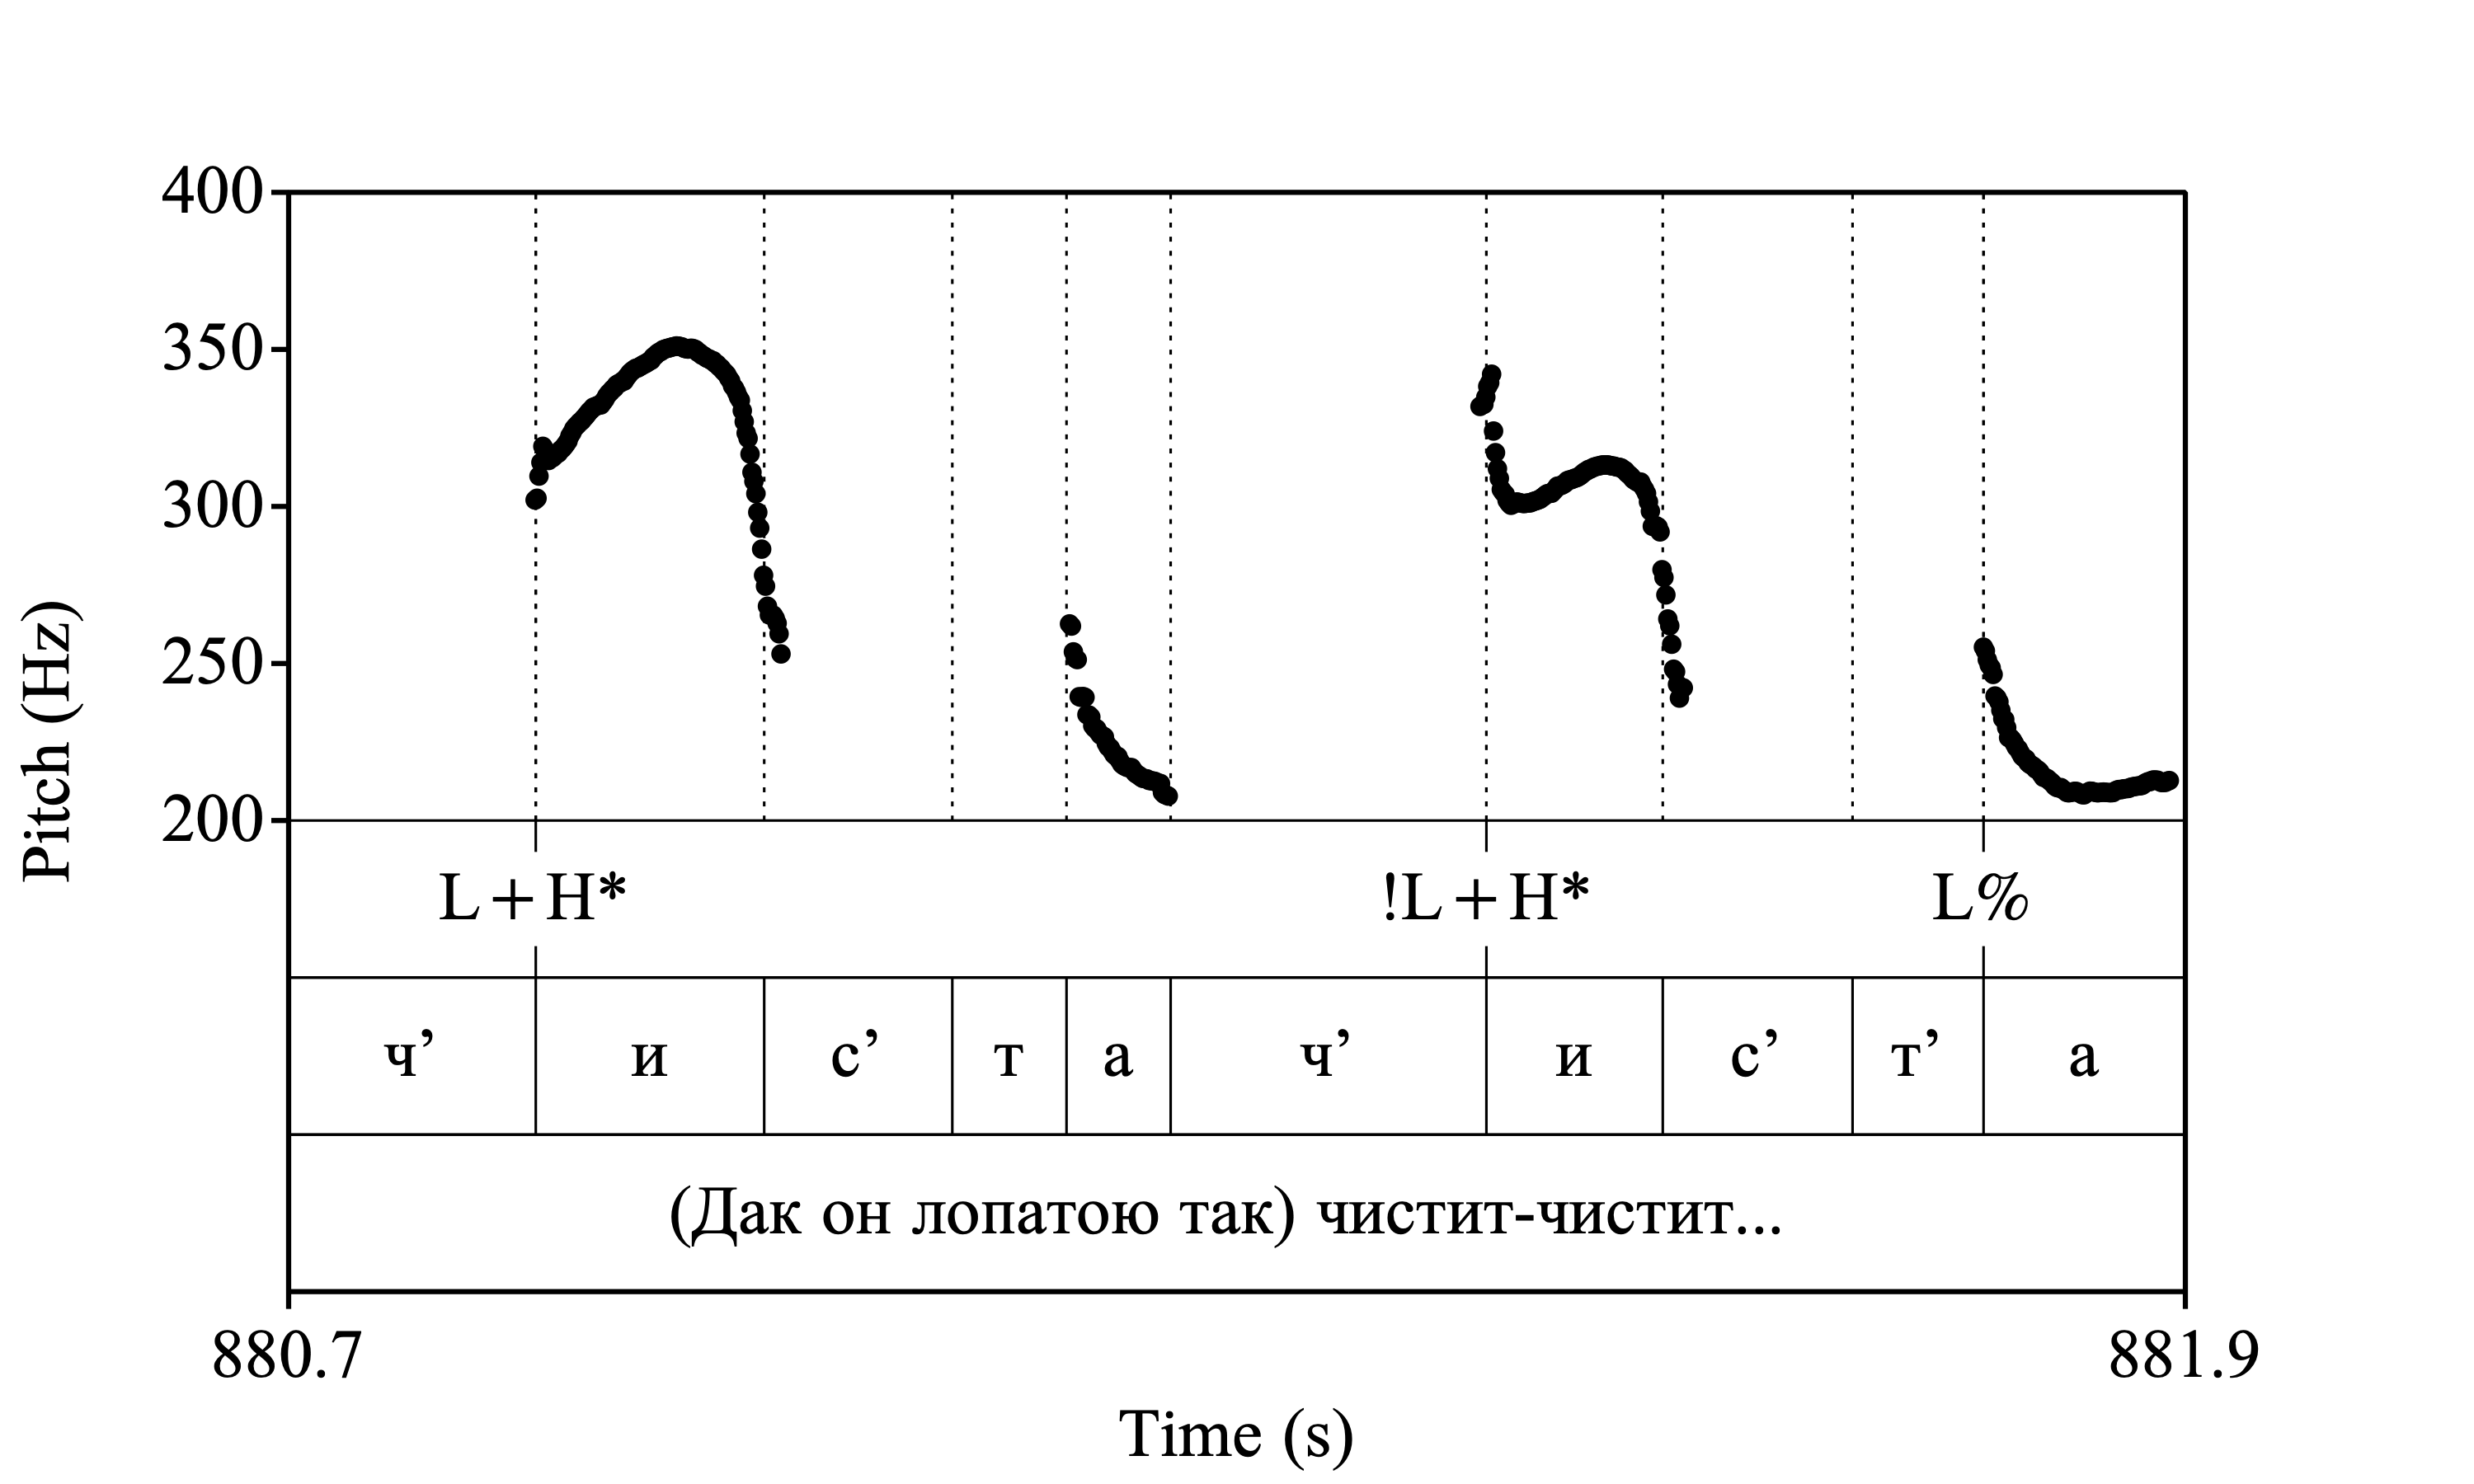 400
350
300
250
200
Pitch (Hz)
L+H* !L+H* L%
ч’ и с’ т а ч’ и с’ т’ а
(Дак он лопатою так) чистит-чистит...
880.7 881.9
Time (s)